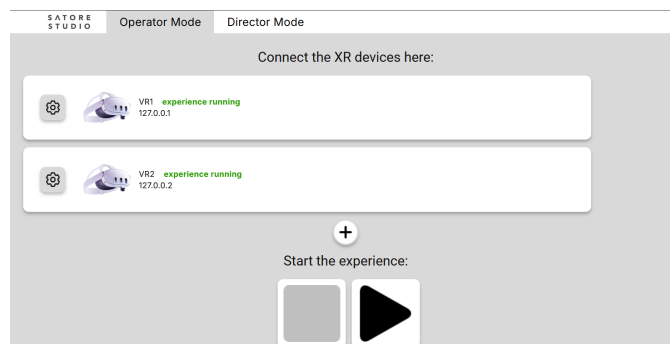 SATORE
STUDIO
Operator Mode
Director Mode
Connect the XR devices here:
VR1 experience running
127.0.0.1
VR2 experience running
127.0.0.2
Start the experience: